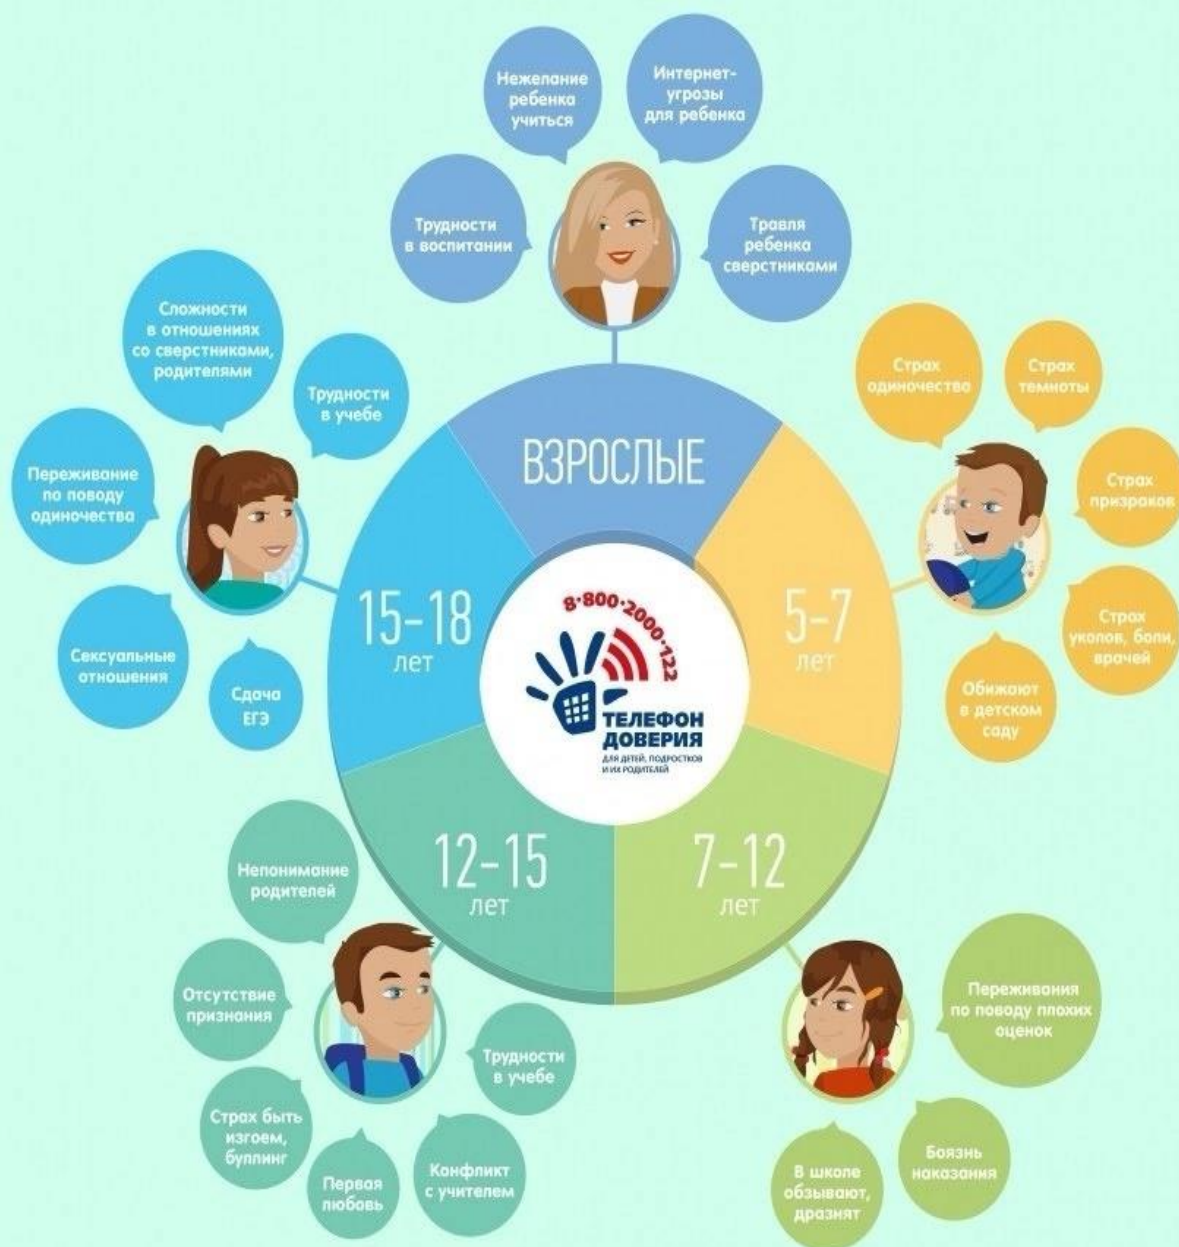 Нежелание
ребенка
учиться
Интернет-
угрозы
для ребенка
Трудности
в воспитании
Травля
ребенка
сверстниками
ВЗРОСЛЫЕ
Страх
одиночества
Страх
темноты
Страх
призраков
Страх
уколов, боли,
врачей
Обижают
в детском
саду
5-7
лет
Переживания
по поводу плохих
оценок
Боязнь
наказания
В школе
обзывают,
дразнят
7-12
лет
Непонимание
родителей
Отсутствие
признания
Страх быть
изгоем,
буллинг
Первая
любовь
Конфликт
с учителем
Трудности
в учебе
12-15
лет
Сложности
в отношениях
со сверстниками,
родителями
Трудности
в учебе
Переживание
по поводу
одиночества
Сексуальные
отношения
Сдача
ЕГЭ
15-18
лет
8-800-2000-122
ТЕЛЕФОН
ДОВЕРИЯ
ДЛЯ ДЕТЕЙ, ПОДРОСТКОВ
И ИХ РОДИТЕЛЕЙ